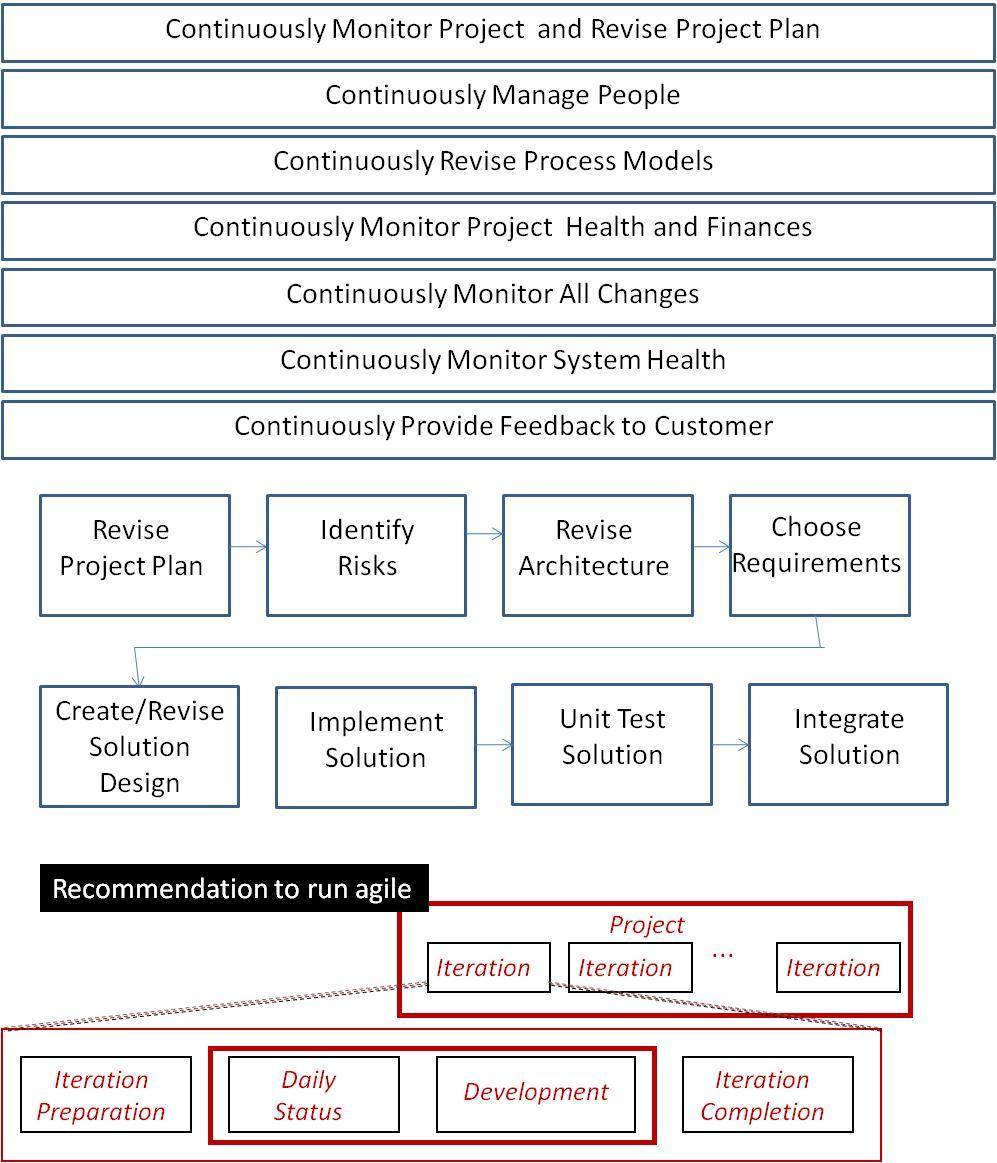 Continuously Monitor Project  and Revise Project Plan
Continuously Manage People
Continuously Revise Process Models
Continuously Monitor Project  Health and Finances
Continuously Monitor All Changes
Continuously Monitor System Health
Continuously Provide Feedback to Customer
Revise
Project Plan
Identify
Risks
Revise
Architecture
Choose
Requirements
Create/Revise
Solution
Design
Implement
Solution
Unit Test
Solution
Integrate
Solution
Recommendation to run agile
Project
Iteration
Iteration
...
Iteration
Iteration
Preparation
Daily
Status
Development
Iteration
Completion